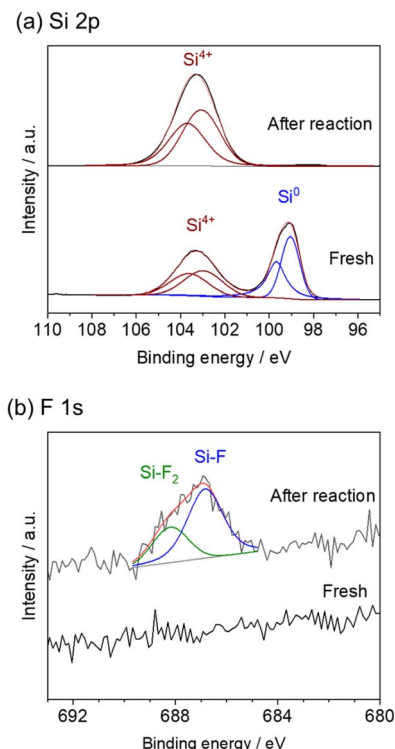 (a) Si 2p
Si⁴⁺
After reaction
Si⁴⁺
Si⁰
Fresh
Intensity / a.u.
110 108 106 104 102 100 98 96
Binding energy / eV
(b) F 1s
Si-F₂
Si-F
After reaction
Fresh
Intensity / a.u.
692 688 684 680
Binding energy / eV